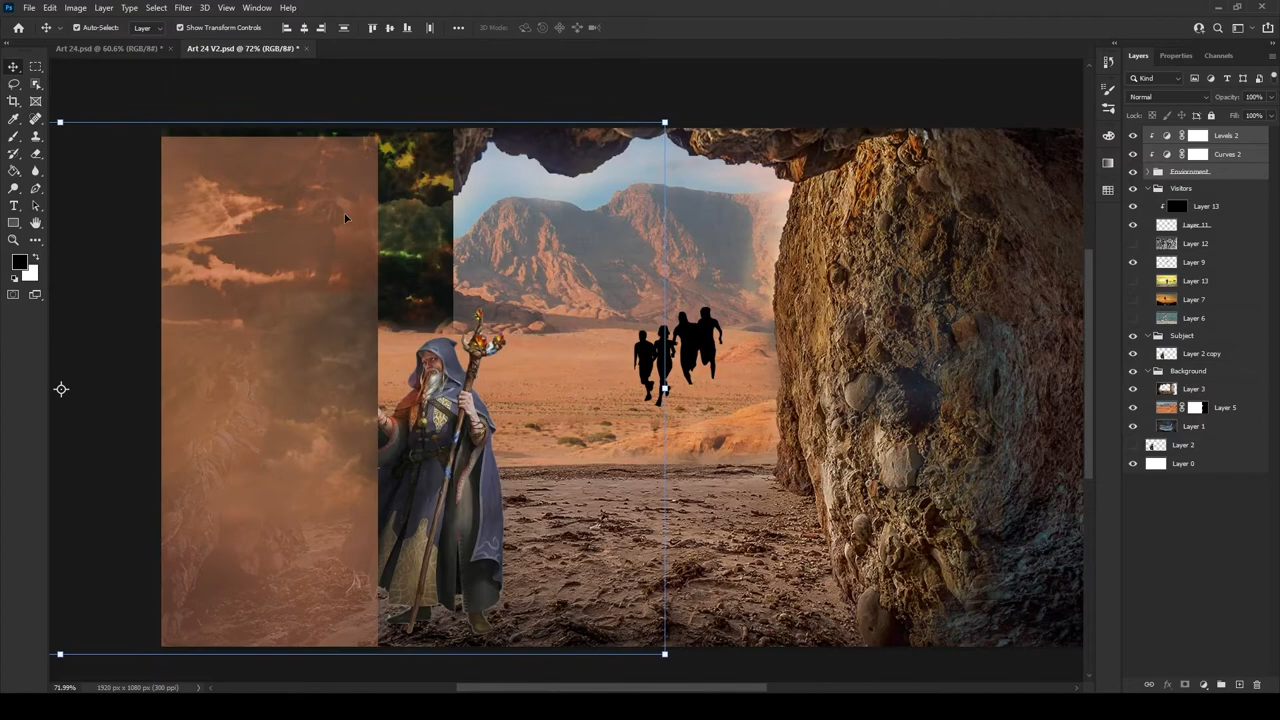 Ps File Edit Image Layer Type Select Filter 3D View Window Help
Auto-Select: Layer Show Transform Controls 3D Mode:
Art 24.psd @ 60.6% (RGB/8#) * × Art 24 V2.psd @ 72% (RGB/8#) * ×
Layers Properties Channels
Kind
Normal Opacity: 100%
Lock: Fill: 100%
Levels 2
Curves 2
Environment
Visitors
Layer 13
Layer 11
Layer 12
Layer 9
Layer 13
Layer 7
Layer 6
Subject
Layer 2 copy
Background
Layer 3
Layer 5
Layer 1
Layer 2
Layer 0
71.99% 1920 px x 1080 px (300 ppi)